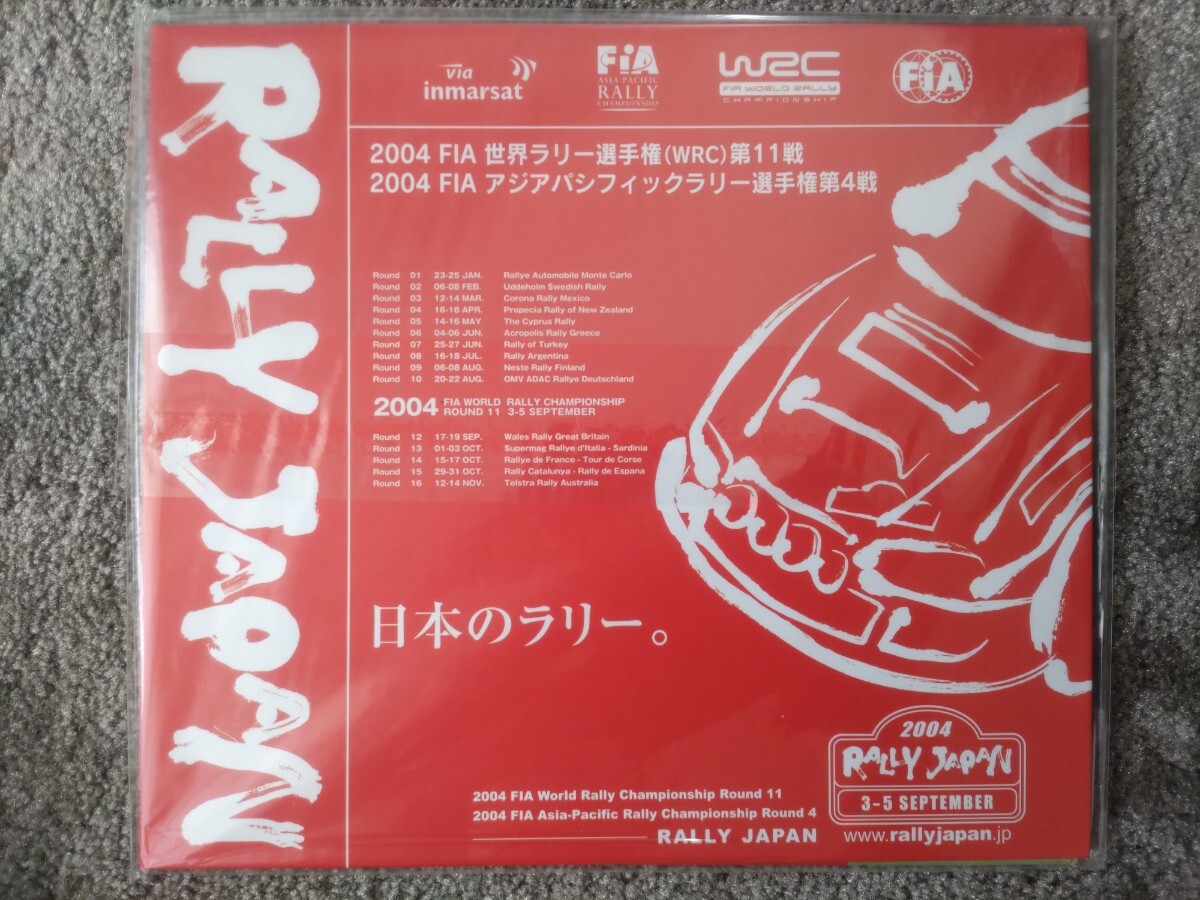 RALLY JAPAN
via
inmarsat
FiA
ASIA PACIFIC
RALLY
CHAMPIONSHIP
WRC
FIA WORLD RALLY
CHAMPIONSHIP
FiA
2004 FIA 世界ラリー選手権(WRC)第11戦
2004 FIA アジアパシフィックラリー選手権第4戦
Round 01 23-25 JAN. Rallye Automobile Monte Carlo
Round 02 06-08 FEB. Uddeholm Swedish Rally
Round 03 12-14 MAR. Corona Rally Mexico
Round 04 16-18 APR. Propecia Rally of New Zealand
Round 05 14-16 MAY The Cyprus Rally
Round 06 04-06 JUN. Acropolis Rally Greece
Round 07 25-27 JUN. Rally of Turkey
Round 08 16-18 JUL. Rally Argentina
Round 09 06-08 AUG. Neste Rally Finland
Round 10 20-22 AUG. OMV ADAC Rallye Deutschland
2004 FIA WORLD RALLY CHAMPIONSHIP
ROUND 11 3-5 SEPTEMBER
Round 12 17-19 SEP. Wales Rally Great Britain
Round 13 01-03 OCT. Supermag Rallye d'Italia - Sardinia
Round 14 15-17 OCT. Rallye de France - Tour de Corse
Round 15 29-31 OCT. Rally Catalunya - Rally de Espana
Round 16 12-14 NOV. Telstra Rally Australia
日本のラリー。
2004
RALLY JAPAN
3-5 SEPTEMBER
www.rallyjapan.jp
2004 FIA World Rally Championship Round 11
2004 FIA Asia-Pacific Rally Championship Round 4
RALLY JAPAN